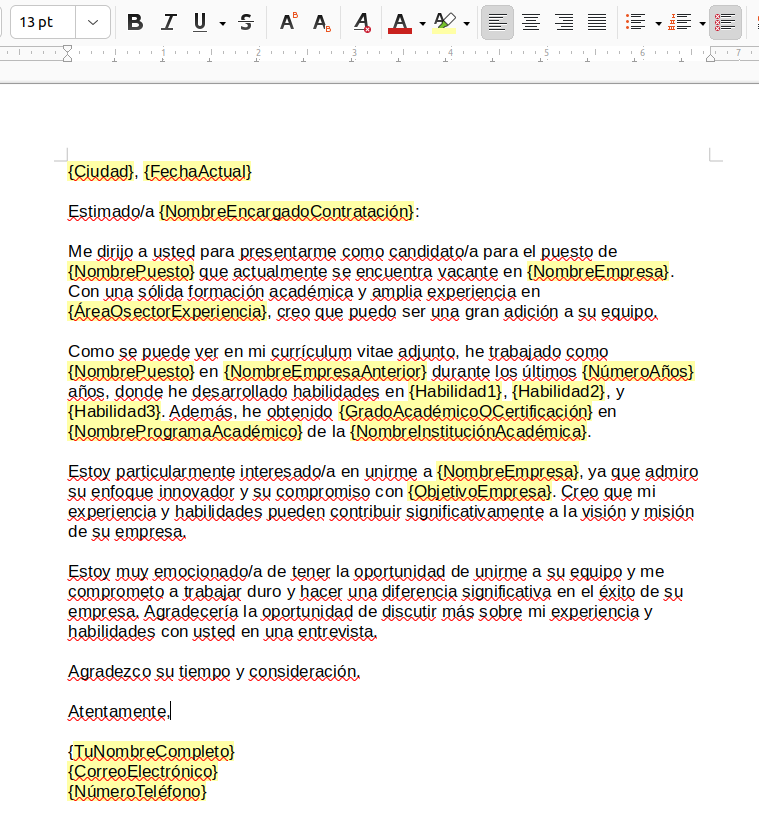 13 pt
B I U S A B A B A A
1 2 3 4 5 6 7
{Ciudad}, {FechaActual}
Estimado/a {NombreEncargadoContratación}:
Me dirijo a usted para presentarme como candidato/a para el puesto de
{NombrePuesto} que actualmente se encuentra vacante en {NombreEmpresa}.
Con una sólida formación académica y amplia experiencia en
{ÁreaOsectorExperiencia}, creo que puedo ser una gran adición a su equipo.
Como se puede ver en mi currículum vitae adjunto, he trabajado como
{NombrePuesto} en {NombreEmpresaAnterior} durante los últimos {NúmeroAños}
años, donde he desarrollado habilidades en {Habilidad1}, {Habilidad2}, y
{Habilidad3}. Además, he obtenido {GradoAcadémicoOCertificación} en
{NombreProgramaAcadémico} de la {NombreInstituciónAcadémica}.
Estoy particularmente interesado/a en unirme a {NombreEmpresa}, ya que admiro
su enfoque innovador y su compromiso con {ObjetivoEmpresa}. Creo que mi
experiencia y habilidades pueden contribuir significativamente a la visión y misión
de su empresa.
Estoy muy emocionado/a de tener la oportunidad de unirme a su equipo y me
comprometo a trabajar duro y hacer una diferencia significativa en el éxito de su
empresa. Agradecería la oportunidad de discutir más sobre mi experiencia y
habilidades con usted en una entrevista.
Agradezco su tiempo y consideración.
Atentamente,
{TuNombreCompleto}
{CorreoElectrónico}
{NúmeroTeléfono}